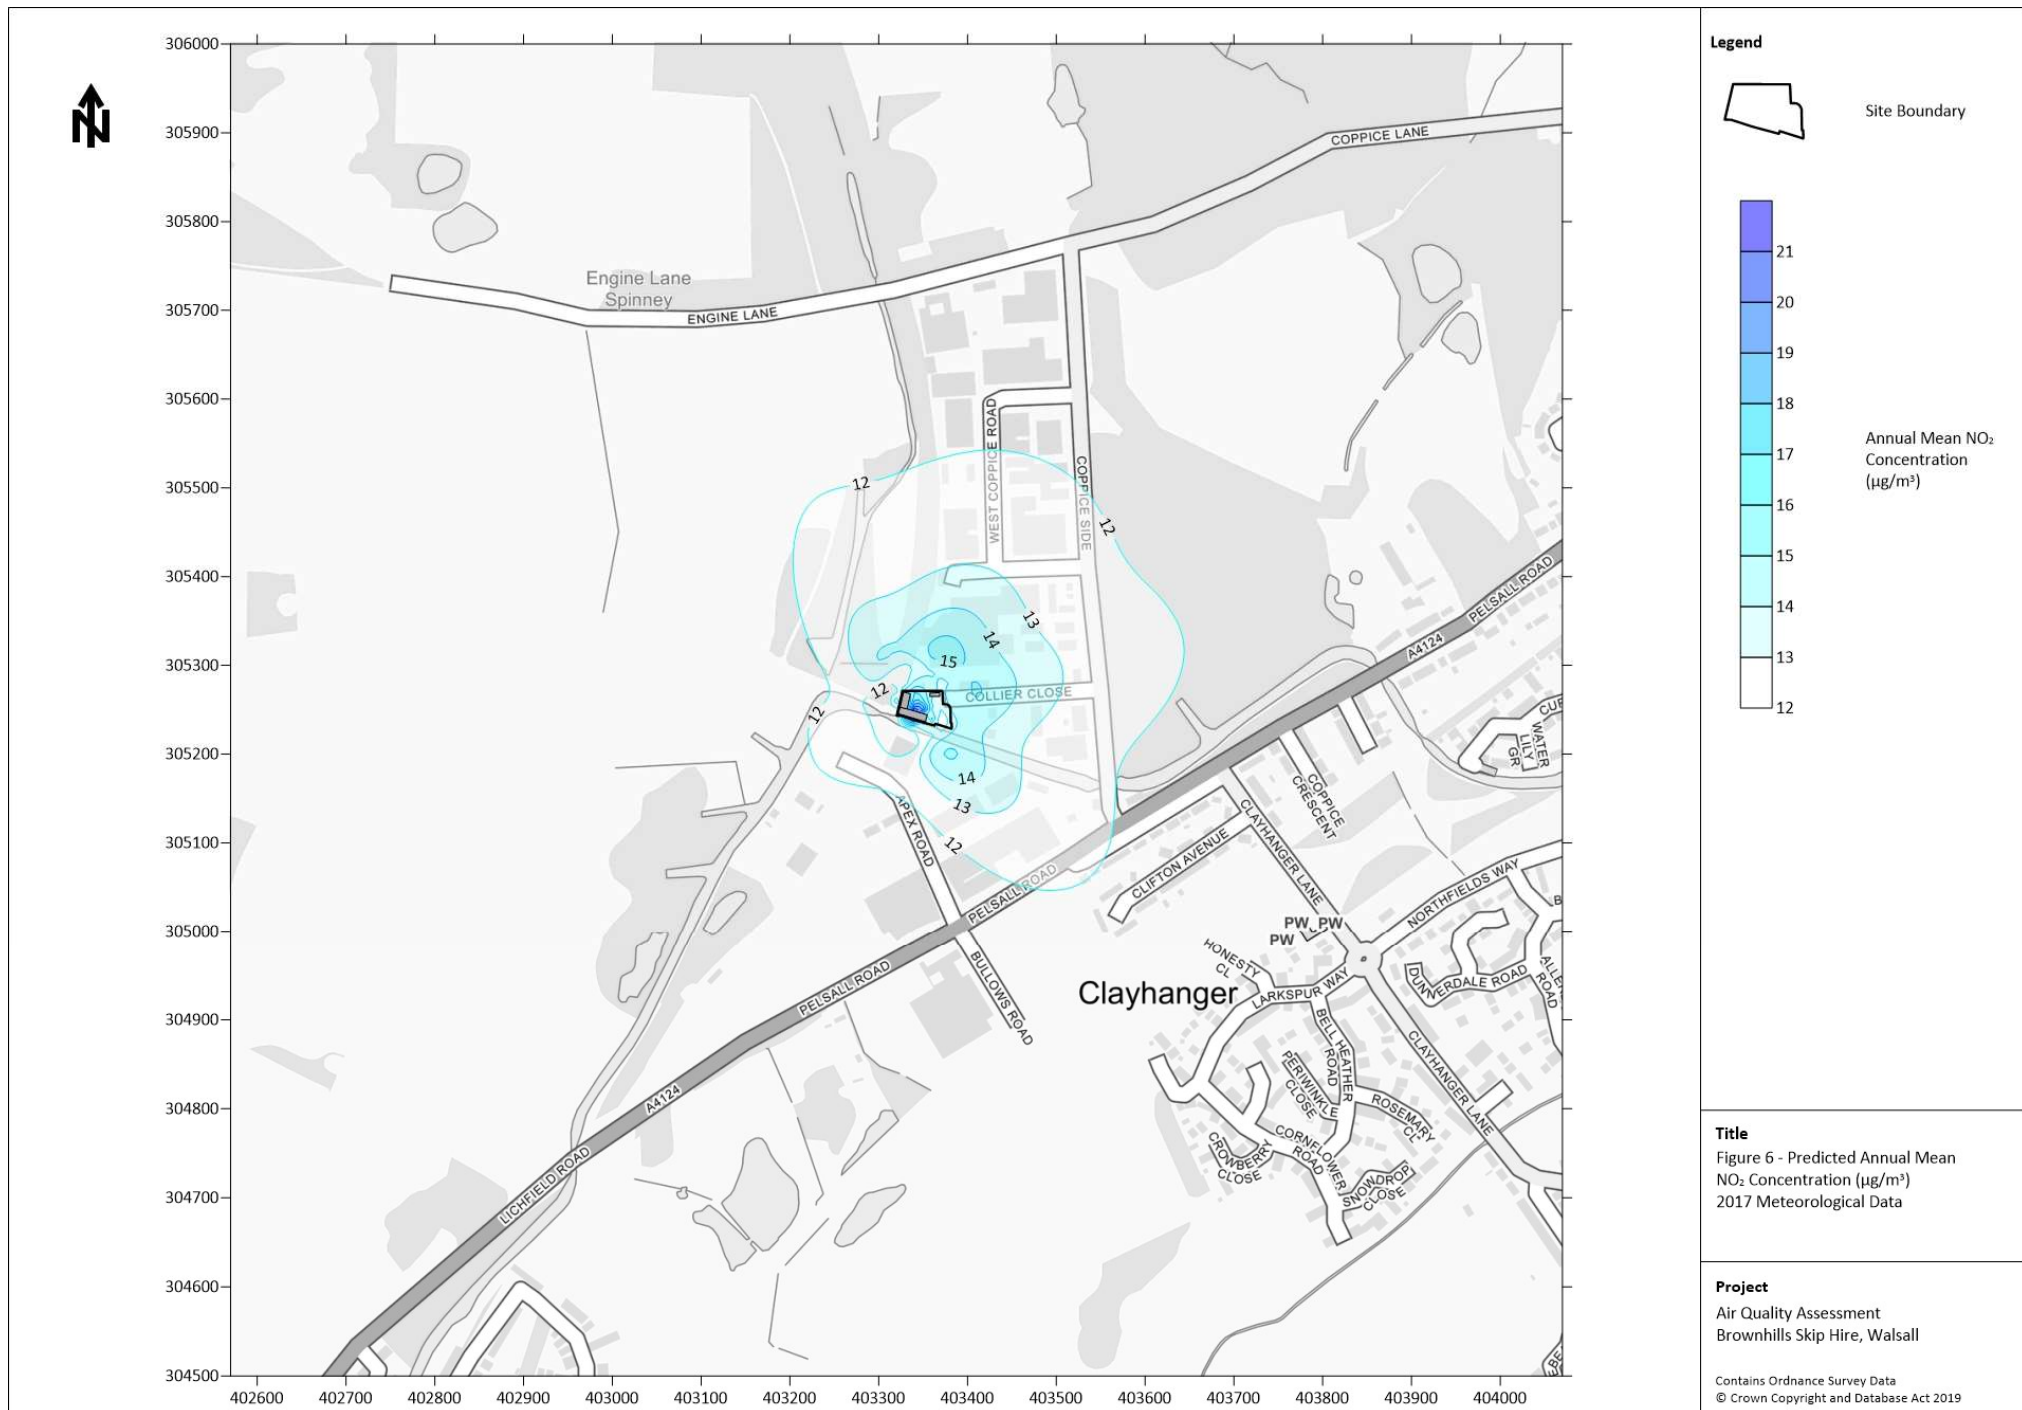 306000
305900
305800
305700
305600
305500
305400
305300
305200
305100
305000
304900
304800
304700
304600
304500
402600
402700
402800
402900
403000
403100
403200
403300
403400
403500
403600
403700
403800
403900
404000
N
COPPICE LANE
Engine Lane
Spinney
ENGINE LANE
WEST COPPICE ROAD
COPPICE SIDE
12
12
13
14
15
12
12
COLLIER CLOSE
14
13
12
APEX ROAD
PELSALL ROAD
A4124
PELSALL ROAD
CLIFTON AVENUE
CLAYHANGER LANE
COPPICE
CRESCENT
WATER
LILY
GR
CUR
NORTHFIELDS WAY
PW
PW
PW
HONESTY
CL
LARKSPUR WAY
Clayhanger
BULLOWS ROAD
PELSALL ROAD
A4124
LICHFIELD ROAD
BELL HEATHER
ROAD
PERIWINKLE
CLOSE
ROSEMARY
CL
CORNFLOWER
ROAD
CROWBERRY
CLOSE
SNOWDROP
CLOSE
CLAYHANGER LANE
DUNNERDALE ROAD
ROAD
B
Legend
Site Boundary
21
20
19
18
17
16
15
14
13
12
Annual Mean NO₂
Concentration
(µg/m³)
Title
Figure 6 - Predicted Annual Mean
NO₂ Concentration (µg/m³)
2017 Meteorological Data
Project
Air Quality Assessment
Brownhills Skip Hire, Walsall
Contains Ordnance Survey Data
© Crown Copyright and Database Act 2019